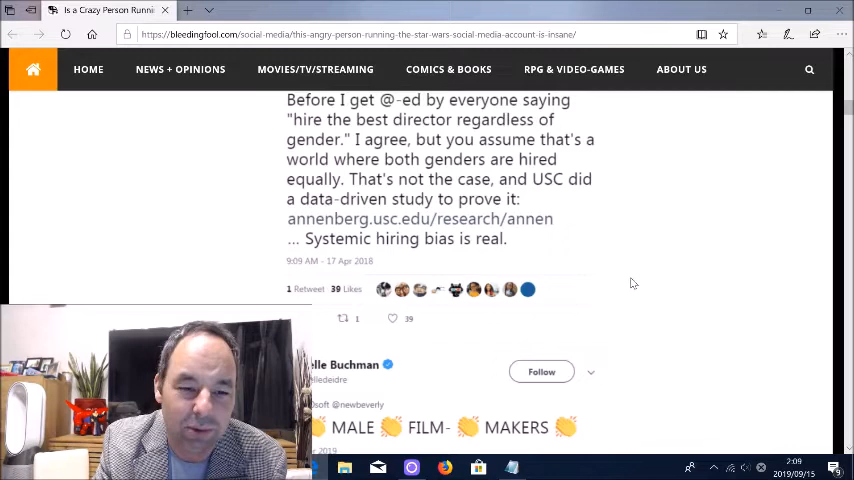 Is a Crazy Person Runni
https://bleedingfool.com/social-media/this-angry-person-running-the-star-wars-social-media-account-is-insane/
HOME NEWS + OPINIONS MOVIES/TV/STREAMING COMICS & BOOKS RPG & VIDEO-GAMES ABOUT US
Before I get @-ed by everyone saying
"hire the best director regardless of
gender." I agree, but you assume that's a
world where both genders are hired
equally. That's not the case, and USC did
a data-driven study to prove it:
annenberg.usc.edu/research/annen
... Systemic hiring bias is real.
9:09 AM - 17 Apr 2018
1 Retweet 39 Likes
1 39
elle Buchman
Follow
elledeidre
0soft @newbeverly
MALE FILM- MAKERS
2019
2:09
2019/09/15